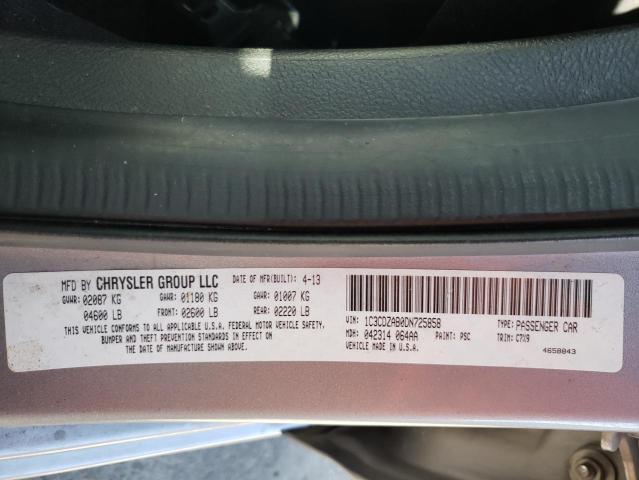 MFD BY CHRYSLER GROUP LLC DATE OF MFR(BUILT): 4-13
GVWR: 02087 KG GAWR: 01180 KG GAWR: 01007 KG
04600 LB FRONT: 02600 LB REAR: 02220 LB
THIS VEHICLE CONFORMS TO ALL APPLICABLE U.S.A. FEDERAL MOTOR VEHICLE SAFETY,
BUMPER AND THEFT PREVENTION STANDARDS IN EFFECT ON
THE DATE OF MANUFACTURE SHOWN ABOVE.
VIN: 1C3CDZAB0DN725858 TYPE: PASSENGER CAR
MDH: 042314 064AA PAINT: PSC TRIM: C7X9
VEHICLE MADE IN U.S.A. 4658843